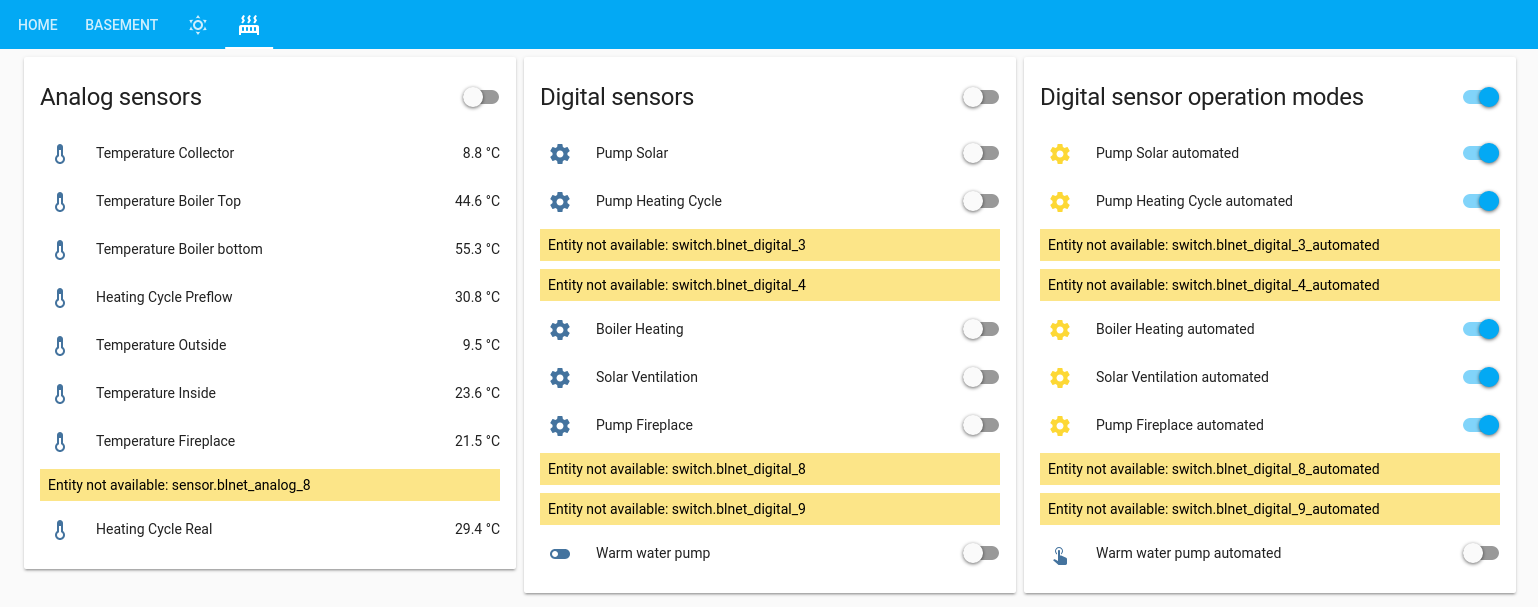 HOME BASEMENT
Analog sensors
Temperature Collector 8.8 °C
Temperature Boiler Top 44.6 °C
Temperature Boiler bottom 55.3 °C
Heating Cycle Preflow 30.8 °C
Temperature Outside 9.5 °C
Temperature Inside 23.6 °C
Temperature Fireplace 21.5 °C
Entity not available: sensor.blnet_analog_8
Heating Cycle Real 29.4 °C
Digital sensors
Pump Solar
Pump Heating Cycle
Entity not available: switch.blnet_digital_3
Entity not available: switch.blnet_digital_4
Boiler Heating
Solar Ventilation
Pump Fireplace
Entity not available: switch.blnet_digital_8
Entity not available: switch.blnet_digital_9
Warm water pump
Digital sensor operation modes
Pump Solar automated
Pump Heating Cycle automated
Entity not available: switch.blnet_digital_3_automated
Entity not available: switch.blnet_digital_4_automated
Boiler Heating automated
Solar Ventilation automated
Pump Fireplace automated
Entity not available: switch.blnet_digital_8_automated
Entity not available: switch.blnet_digital_9_automated
Warm water pump automated